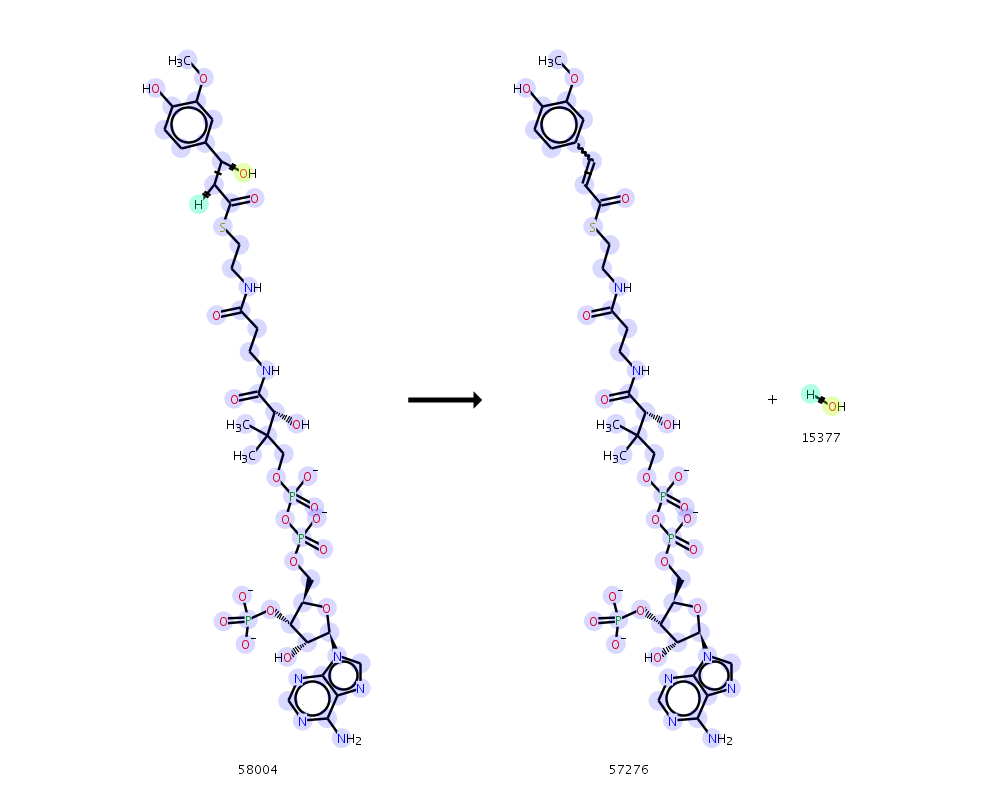 H₃C H₃C
O O
HO HO
OH
H O O
S S
NH NH
O O
NH NH
O O
OH OH
H₃C H₃C
H₃C H₃C
O O⁻ O O⁻
P O P O
O O⁻ O O⁻
P O P O
O O
O⁻ O O O⁻ O O
O P O P
O⁻ O⁻
HO N HO N
N N N N
N N
NH₂ NH₂
+
H OH
15377
58004 57276